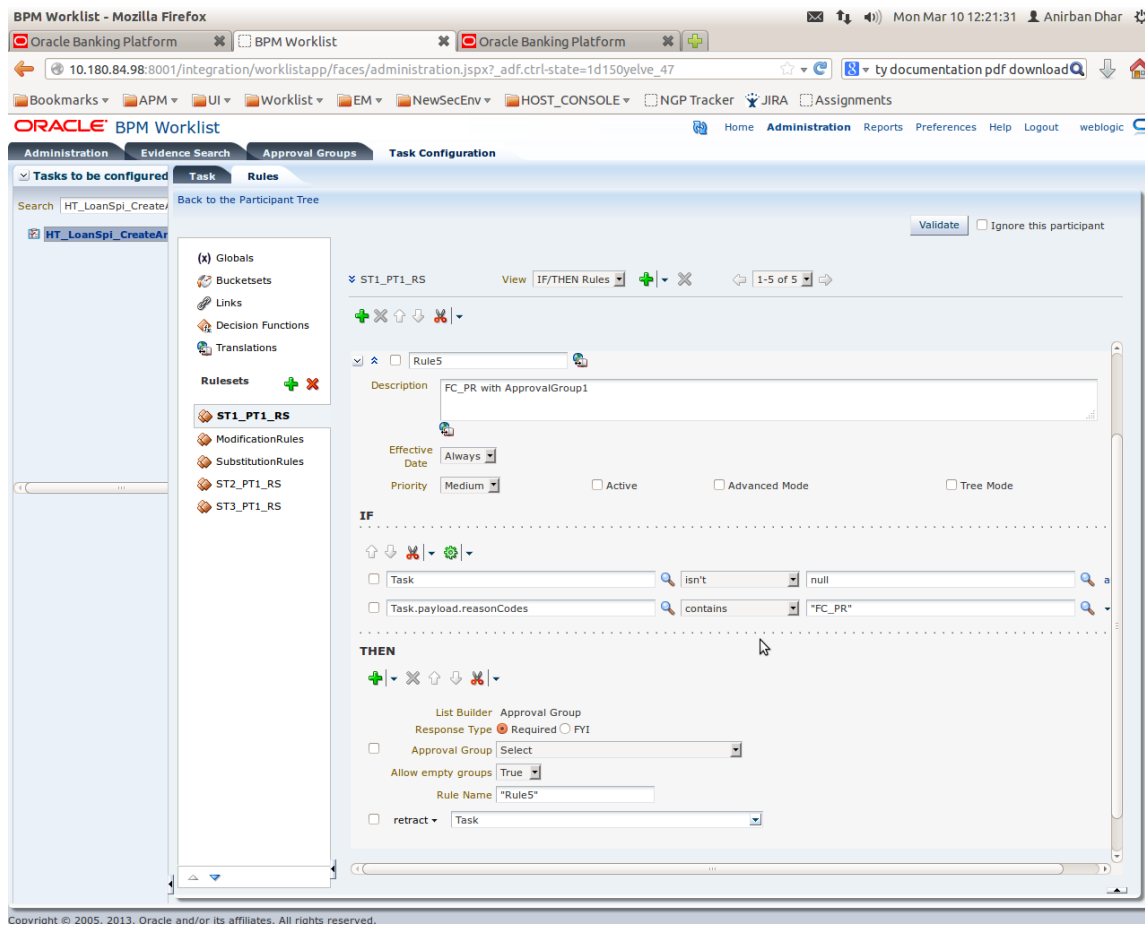 BPM Worklist - Mozilla Firefox
Mon Mar 10 12:21:31 Anirban Dhar
Oracle Banking Platform BPM Worklist Oracle Banking Platform
10.180.84.98:8001/integration/worklistapp/faces/administration.jspx?_adf.ctrl-state=1d150yelve_47 ty documentation pdf download
Bookmarks APM UI Worklist EM NewSecEnv HOST_CONSOLE NGP Tracker JIRA Assignments
ORACLE BPM Worklist
Home Administration Reports Preferences Help Logout weblogic
Administration Evidence Search Approval Groups Task Configuration
Tasks to be configured Task Rules
Search HT_LoanSpi_CreateA Back to the Participant Tree
HT_LoanSpi_CreateAr
Validate Ignore this participant
(x) Globals
Bucketsets
Links
Decision Functions
Translations
Rulesets
ST1_PT1_RS
ModificationRules
SubstitutionRules
ST2_PT1_RS
ST3_PT1_RS
ST1_PT1_RS View IF/THEN Rules 1-5 of 5
Rule5
Description FC_PR with ApprovalGroup1
Effective Date Always
Priority Medium Active Advanced Mode Tree Mode
IF
Task isn't null a
Task.payload.reasonCodes contains "FC_PR"
THEN
List Builder Approval Group
Response Type Required FYI
Approval Group Select
Allow empty groups True
Rule Name "Rule5"
retract Task
Copyright © 2005, 2013, Oracle and/or its affiliates. All rights reserved.